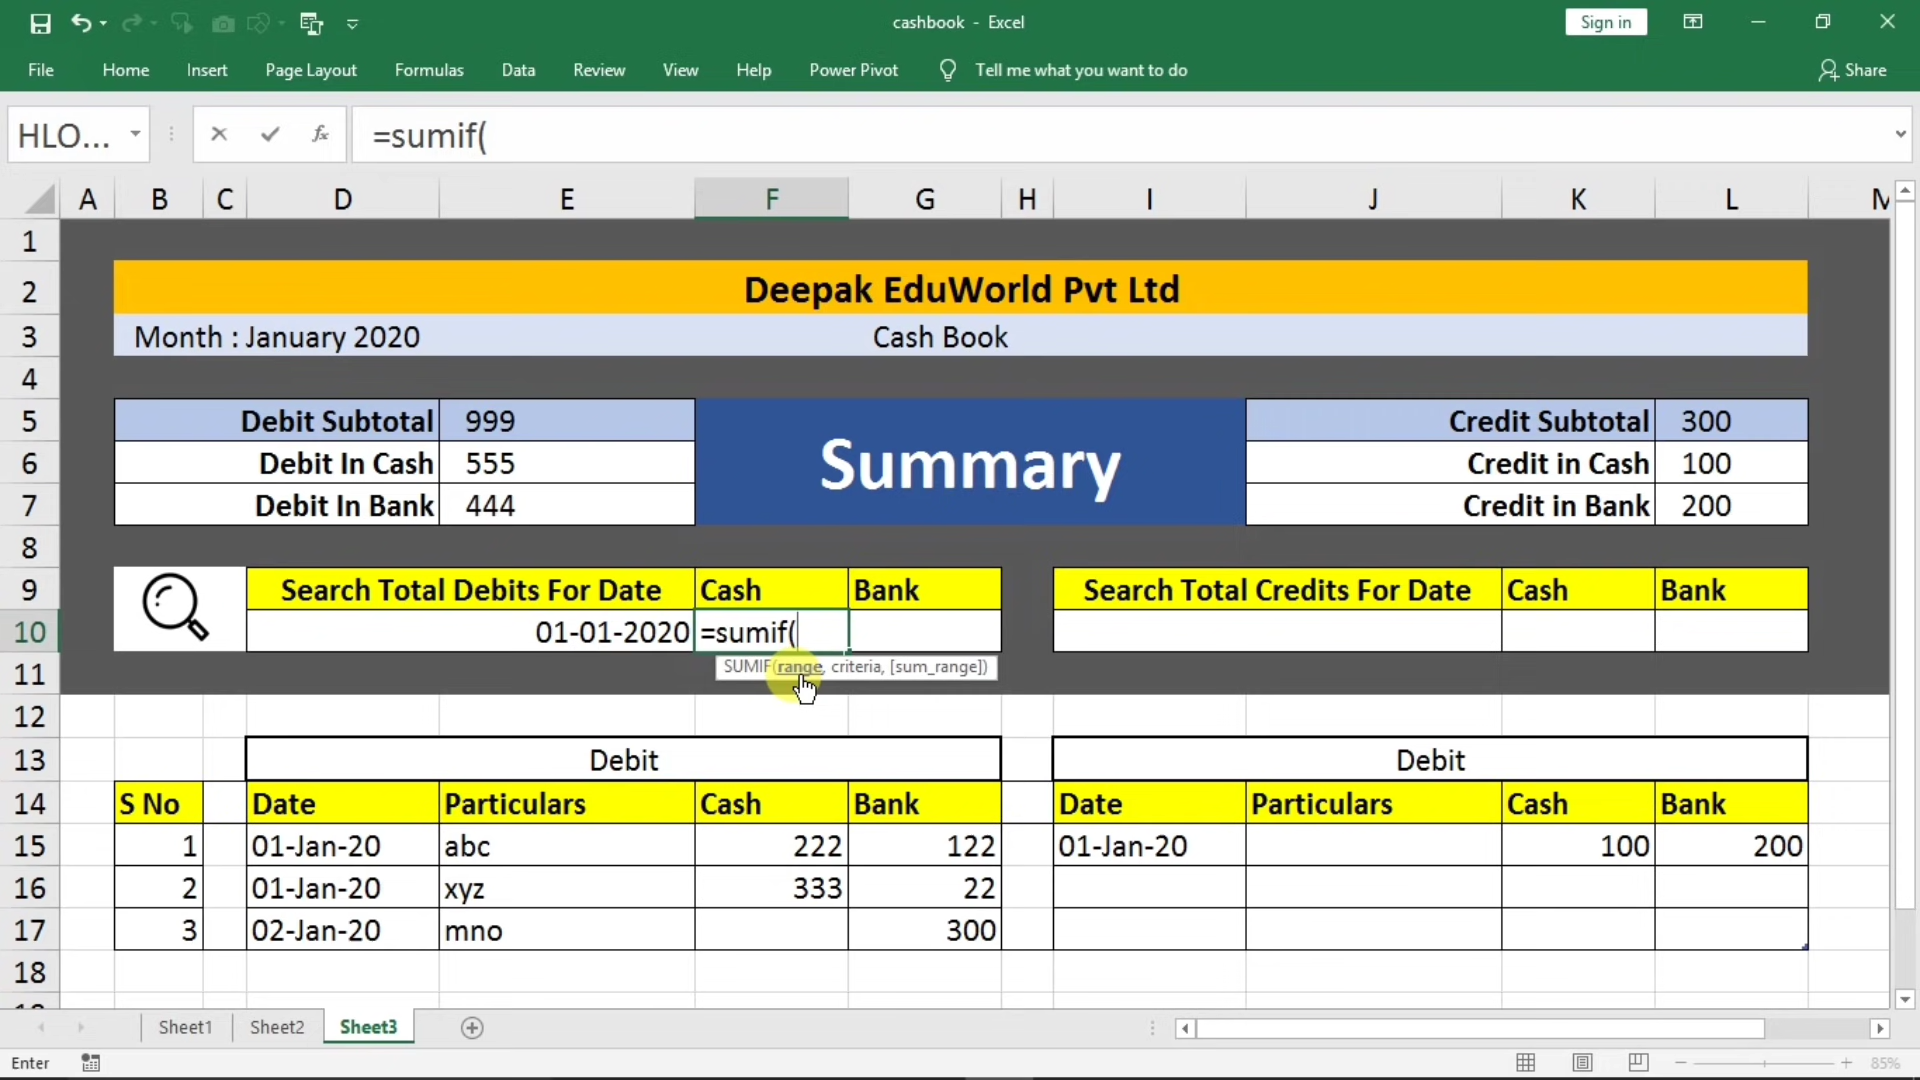 cashbook - Excel
Sign in
File Home Insert Page Layout Formulas Data Review View Help Power Pivot Tell me what you want to do Share
HLO... fx =sumif(
A B C D E F G H I J K L
1
2 Deepak EduWorld Pvt Ltd
3 Month : January 2020 Cash Book
4
5 Debit Subtotal 999 Credit Subtotal 300
Summary
6 Debit In Cash 555 Credit in Cash 100
7 Debit In Bank 444 Credit in Bank 200
8
9 Search Total Debits For Date Cash Bank Search Total Credits For Date Cash Bank
10 01-01-2020 =sumif(
11 SUMIF(range, criteria, [sum_range])
12
13 Debit Debit
14 S No Date Particulars Cash Bank Date Particulars Cash Bank
15 1 01-Jan-20 abc 222 122 01-Jan-20 100 200
16 2 01-Jan-20 xyz 333 22
17 3 02-Jan-20 mno 300
18
Sheet1 Sheet2 Sheet3
Enter 85%